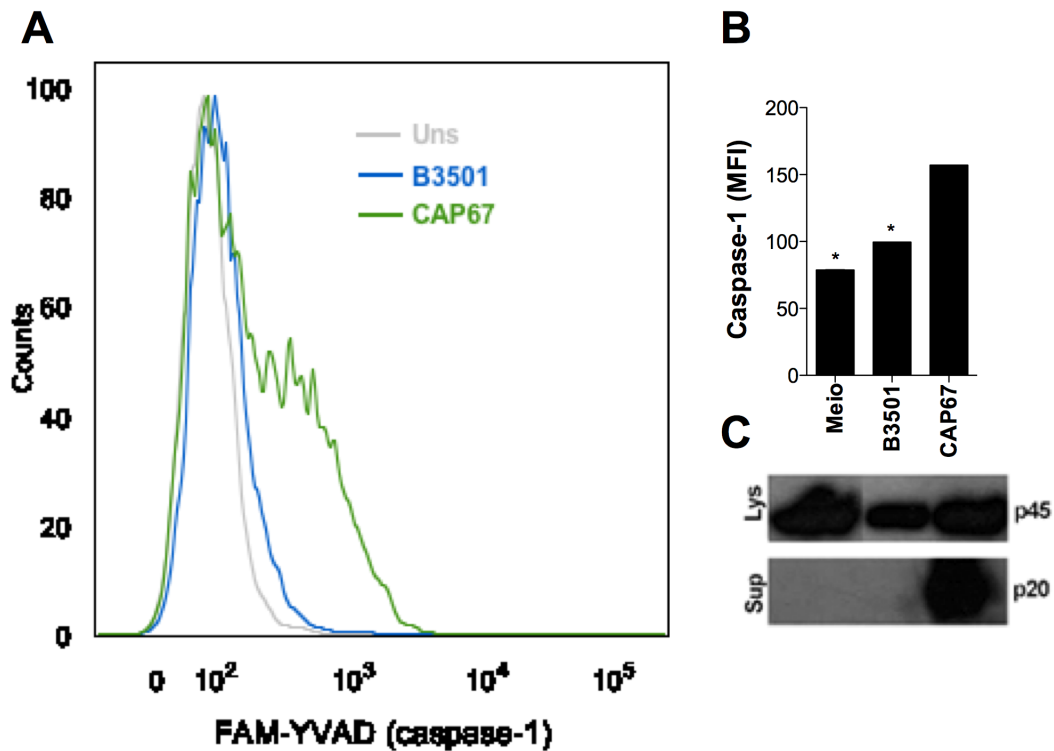 A
100
80
60
40
20
0
Counts
0 10² 10³ 10⁴ 10⁵
FAM-YVAD (caspase-1)
Uns
B3501
CAP67
B
200
150
100
50
0
Caspase-1 (MFI)
* *
Meio B3501 CAP67
C
Lys p45
Sup p20